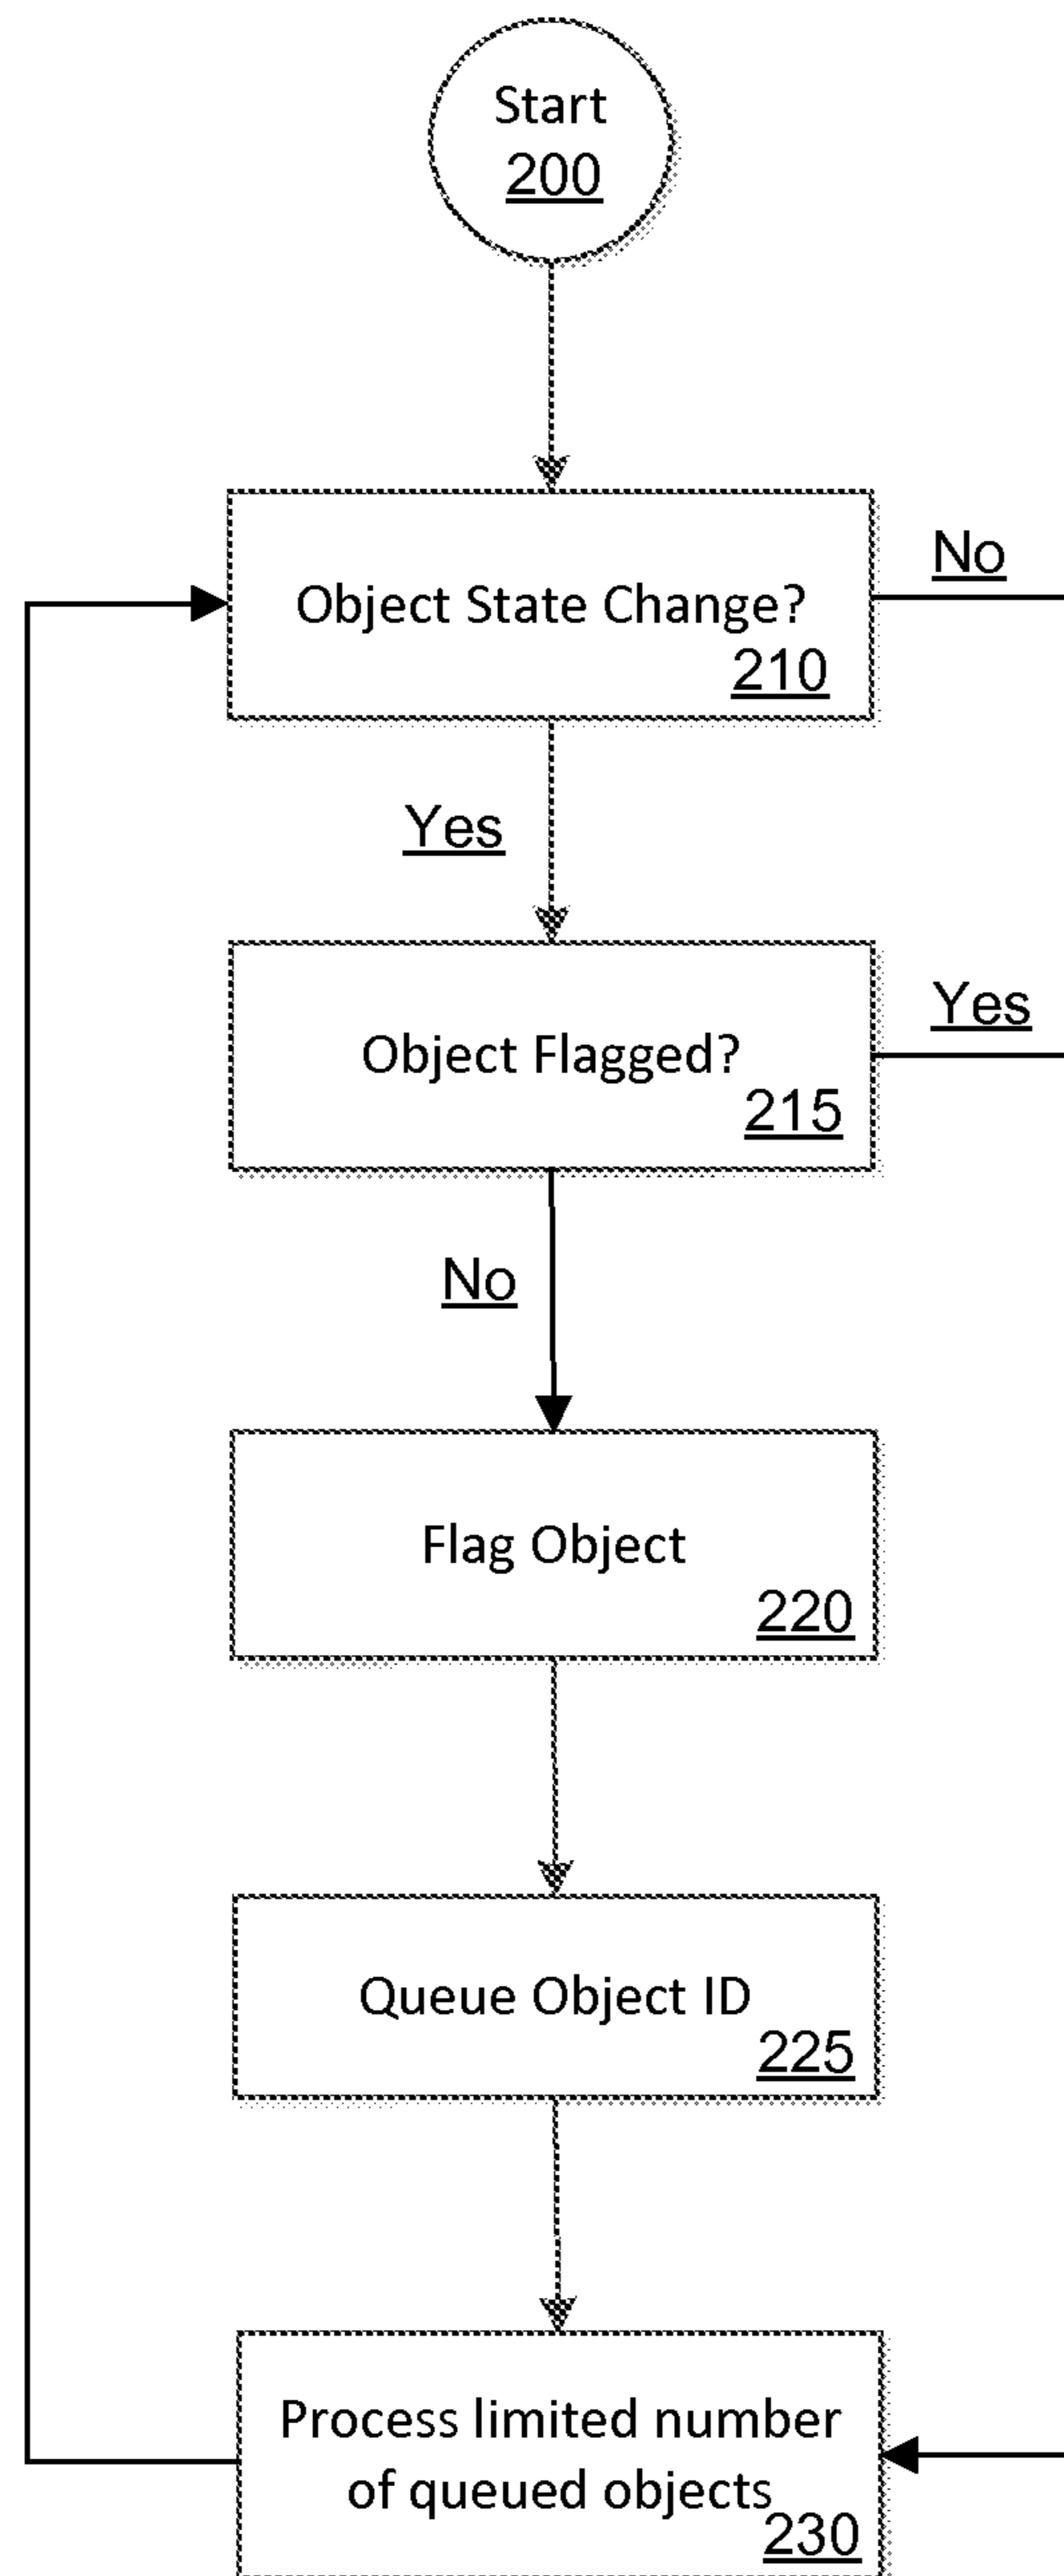 Start
200
Object State Change?
210
No
Yes
Object Flagged?
215
Yes
No
Flag Object
220
Queue Object ID
225
Process limited number
of queued objects
230